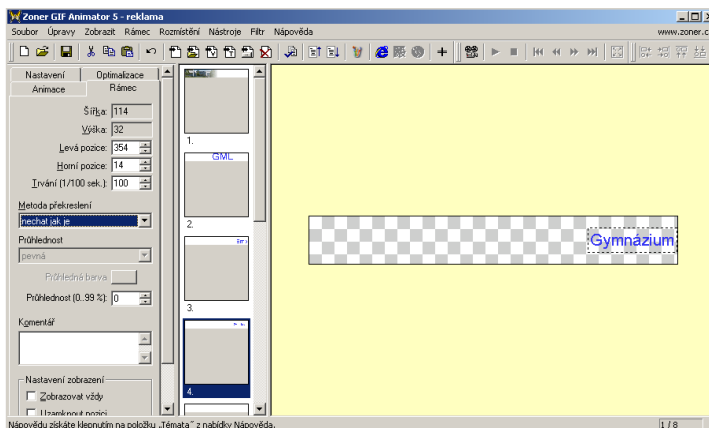 Zoner GIF Animator 5 - reklama
Soubor Úpravy Zobrazit Rámec Rozmístění Nástroje Filtr Nápověda
www.zoner.c
Nastavení Optimalizace
Animace Rámec
Šířka: 114
Výška: 32
Levá pozice: 354
Horní pozice: 14
Trvání (1/100 sek.): 100
Metoda překreslení
nechat jak je
Průhlednost
pevná
Průhledná barva
Průhlednost (0..99 %): 0
Komentář
Nastavení zobrazení
Zobrazovat vždy
Uzamknout pozici
1.
GML
2.
3.
4.
Gymnázium
Nápovědu získáte klepnutím na položku „Témata" z nabídky Nápověda.
1 / 8